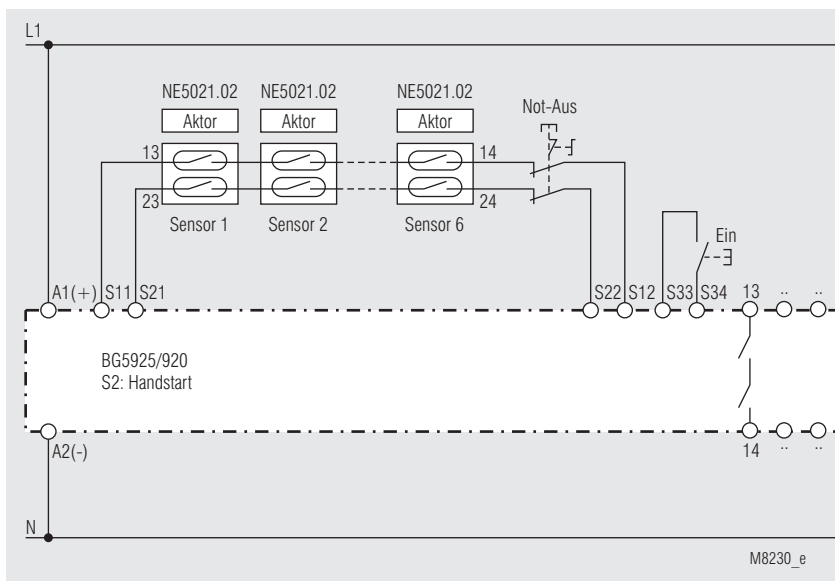 L1
NE5021.02 NE5021.02 NE5021.02
Aktor Aktor Aktor
Not-Aus
13 14
23 24
Sensor 1 Sensor 2 Sensor 6
Ein
A1(+) S11 S21 S22 S12 S33 S34 13 .. ..
BG5925/920
S2: Handstart
A2(-) 14 .. ..
N
M8230_e